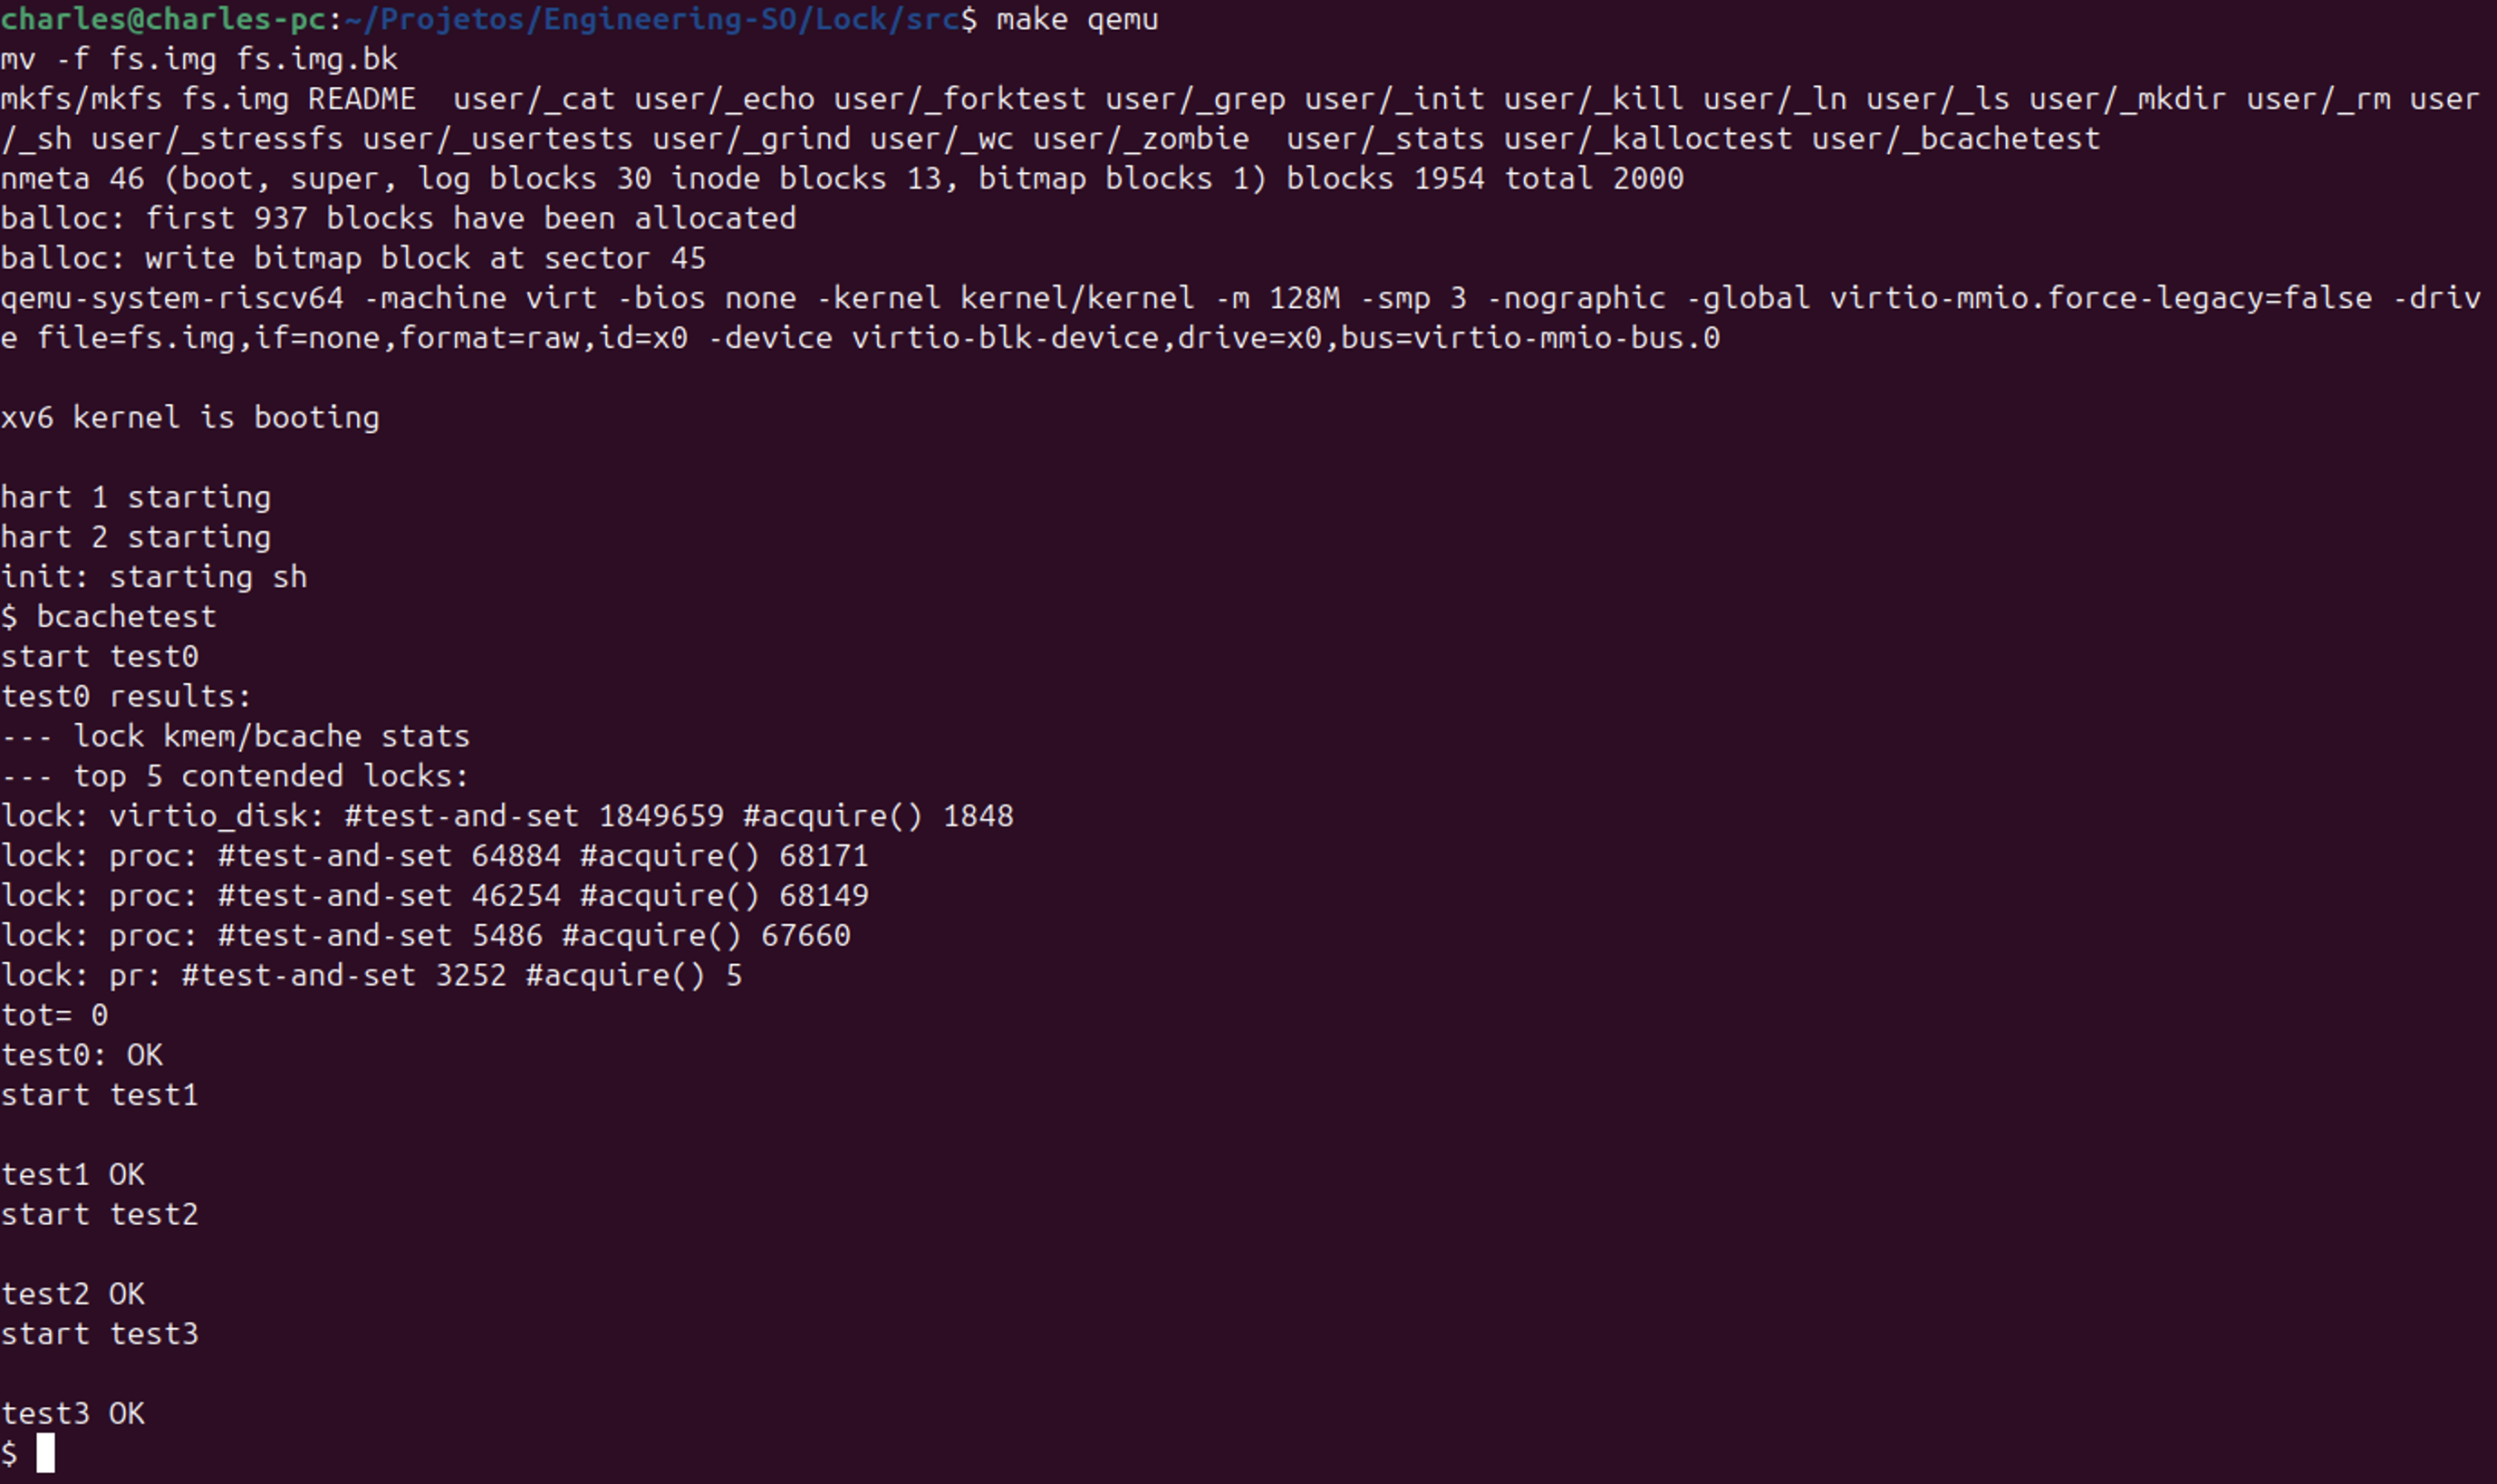 charles@charles-pc:~/Projetos/Engineering-SO/Lock/src$ make qemu
mv -f fs.img fs.img.bk
mkfs/mkfs fs.img README  user/_cat user/_echo user/_forktest user/_grep user/_init user/_kill user/_ln user/_ls user/_mkdir user/_rm user
/_sh user/_stressfs user/_usertests user/_grind user/_wc user/_zombie  user/_stats user/_kalloctest user/_bcachetest
nmeta 46 (boot, super, log blocks 30 inode blocks 13, bitmap blocks 1) blocks 1954 total 2000
balloc: first 937 blocks have been allocated
balloc: write bitmap block at sector 45
qemu-system-riscv64 -machine virt -bios none -kernel kernel/kernel -m 128M -smp 3 -nographic -global virtio-mmio.force-legacy=false -driv
e file=fs.img,if=none,format=raw,id=x0 -device virtio-blk-device,drive=x0,bus=virtio-mmio-bus.0
xv6 kernel is booting
hart 1 starting
hart 2 starting
init: starting sh
$ bcachetest
start test0
test0 results:
--- lock kmem/bcache stats
--- top 5 contended locks:
lock: virtio_disk: #test-and-set 1849659 #acquire() 1848
lock: proc: #test-and-set 64884 #acquire() 68171
lock: proc: #test-and-set 46254 #acquire() 68149
lock: proc: #test-and-set 5486 #acquire() 67660
lock: pr: #test-and-set 3252 #acquire() 5
tot= 0
test0: OK
start test1
test1 OK
start test2
test2 OK
start test3
test3 OK
$